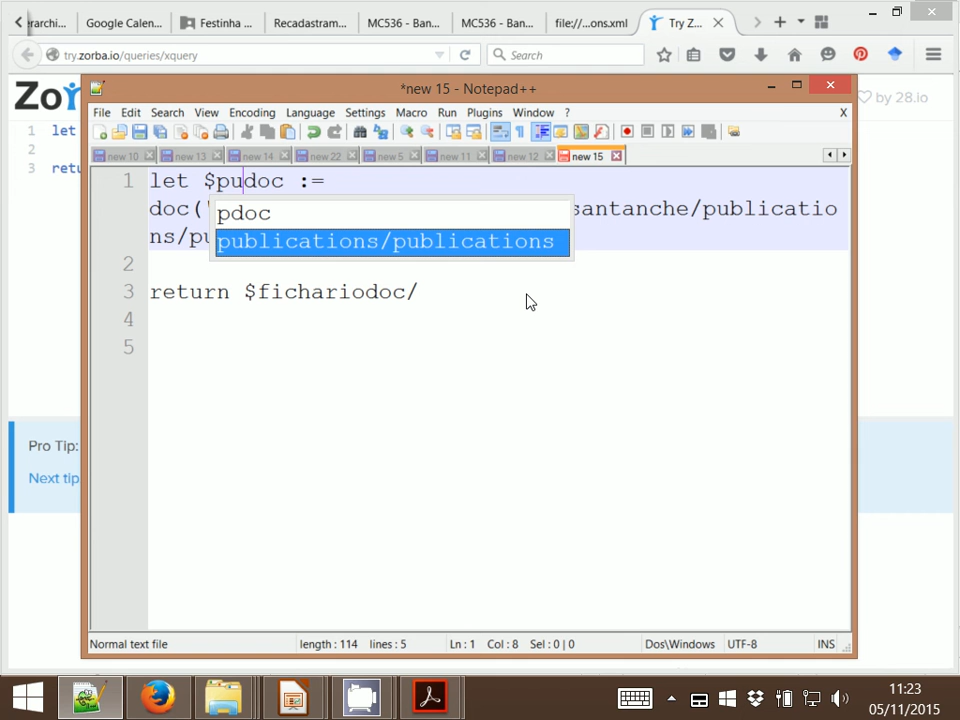 erarchi...
Google Calen...
Festinha ...
Recadastram...
MC536 - Ban...
MC536 - Ban...
file://...ons.xml
Try Z...
try.zorba.io/queries/xquery
Search
Zo
by 28.io
*new 15 - Notepad++
File Edit Search View Encoding Language Settings Macro Run Plugins Window ? X
new 10 new 13 new 14 new 22 new 5 new 11 new 12 new 15
1 let
2
3 retu
1 let $pudoc :=
doc(' santanche/publicatio
ns/pu
pdoc
publications/publications
2
3 return $fichariodoc/
4
5
Pro Tip:
Next tip
Normal text file length : 114 lines : 5 Ln : 1 Col : 8 Sel : 0 | 0 Dos\Windows UTF-8 INS
11:23
05/11/2015